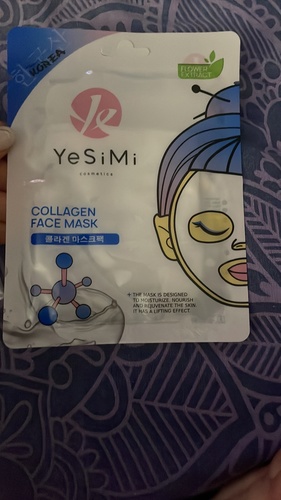 KOREA
FLOWER
EXTRACT
YeSiMi
cosmetics
COLLAGEN
FACE MASK
콜라겐 마스크팩
+ THE MASK IS DESIGNED
TO MOISTURIZE, NOURISH
AND REJUVENATE THE SKIN.
IT HAS A LIFTING EFFECT.